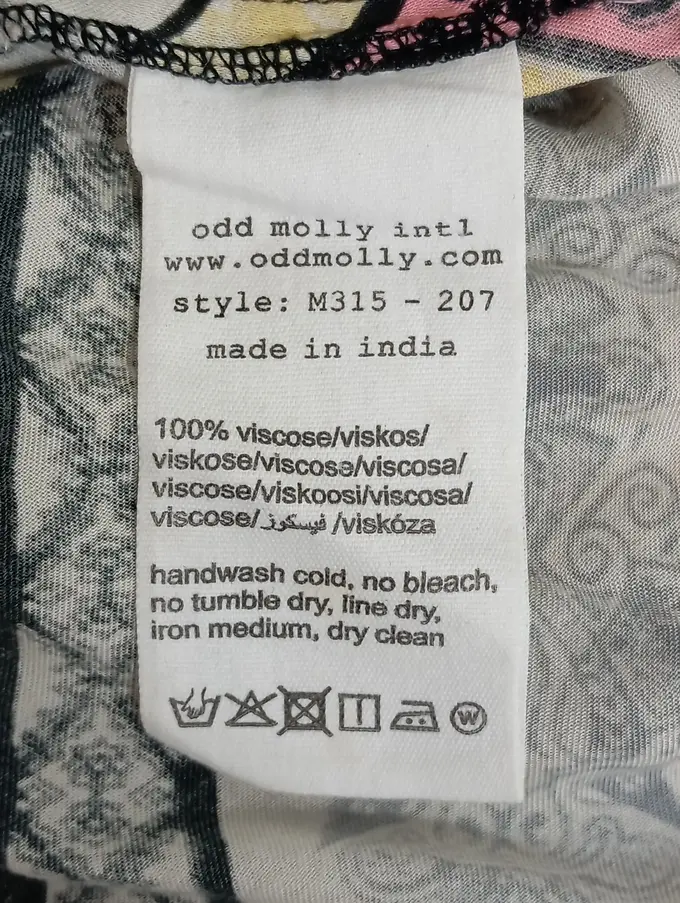 odd molly intl
www.oddmolly.com
style: M315 - 207
made in india
100% viscose/viskos/
viskose/viscose/viscosa/
viscose/viskoosi/viscosa/
viscose/فيسكوز/viskóza
handwash cold, no bleach,
no tumble dry, line dry,
iron medium, dry clean
W